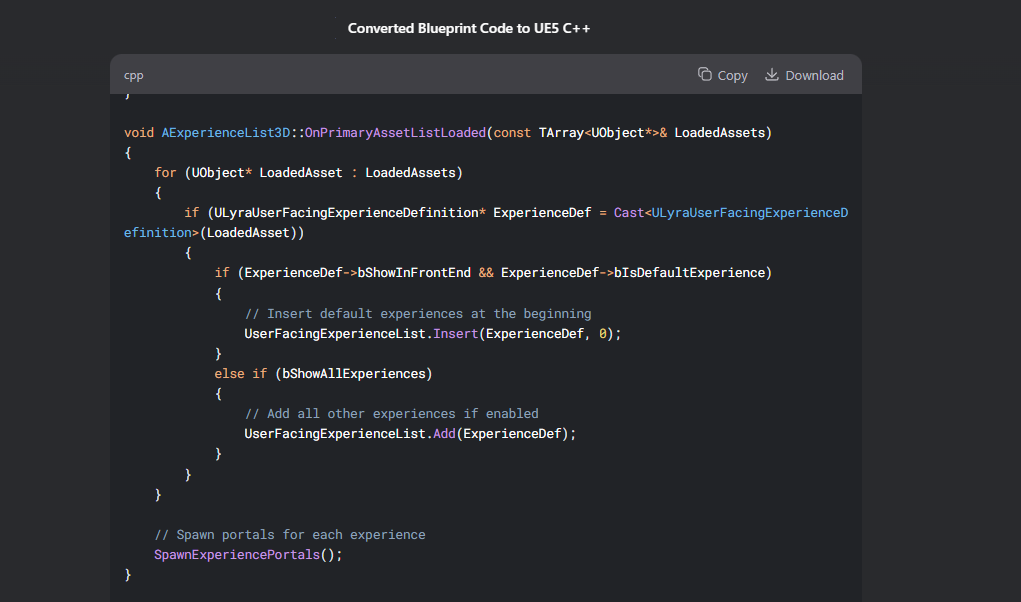 Converted Blueprint Code to UE5 C++
cpp
Copy
Download
}
void AExperienceList3D::OnPrimaryAssetListLoaded(const TArray<UObject*>& LoadedAssets)
{
    for (UObject* LoadedAsset : LoadedAssets)
    {
        if (ULyraUserFacingExperienceDefinition* ExperienceDef = Cast<ULyraUserFacingExperienceD
efinition>(LoadedAsset))
        {
            if (ExperienceDef->bShowInFrontEnd && ExperienceDef->bIsDefaultExperience)
            {
                // Insert default experiences at the beginning
                UserFacingExperienceList.Insert(ExperienceDef, 0);
            }
            else if (bShowAllExperiences)
            {
                // Add all other experiences if enabled
                UserFacingExperienceList.Add(ExperienceDef);
            }
        }
    }
    // Spawn portals for each experience
    SpawnExperiencePortals();
}